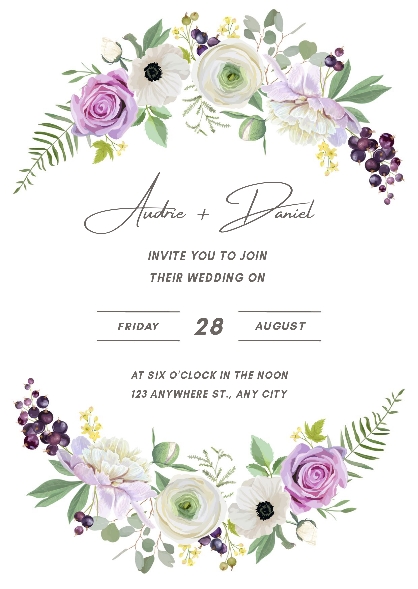 Audrie + Daniel
INVITE YOU TO JOIN
THEIR WEDDING ON
FRIDAY 28 AUGUST
AT SIX O'CLOCK IN THE NOON
123 ANYWHERE ST., ANY CITY